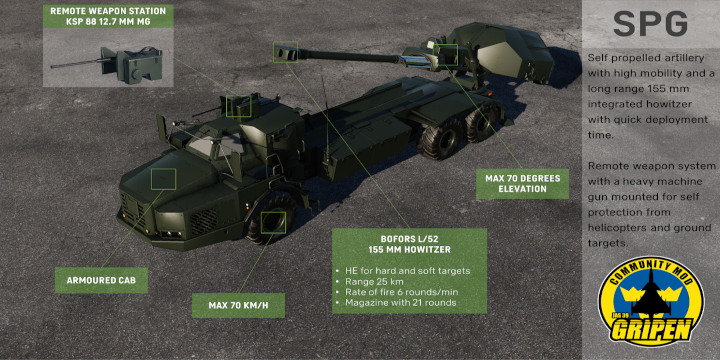 REMOTE WEAPON STATION
KSP 88 12.7 MM MG
SPG
Self propelled artillery
with high mobility and a
long range 155 mm
integrated howitzer
with quick deployment
time.
Remote weapon system
with a heavy machine
gun mounted for self
protection from
helicopters and ground
targets.
MAX 70 DEGREES
ELEVATION
BOFORS L/52
155 MM HOWITZER
• HE for hard and soft targets
• Range 25 km
• Rate of fire 6 rounds/min
• Magazine with 21 rounds
ARMOURED CAB
MAX 70 KM/H
COMMUNITY MOD
JAS 39
GRIPEN